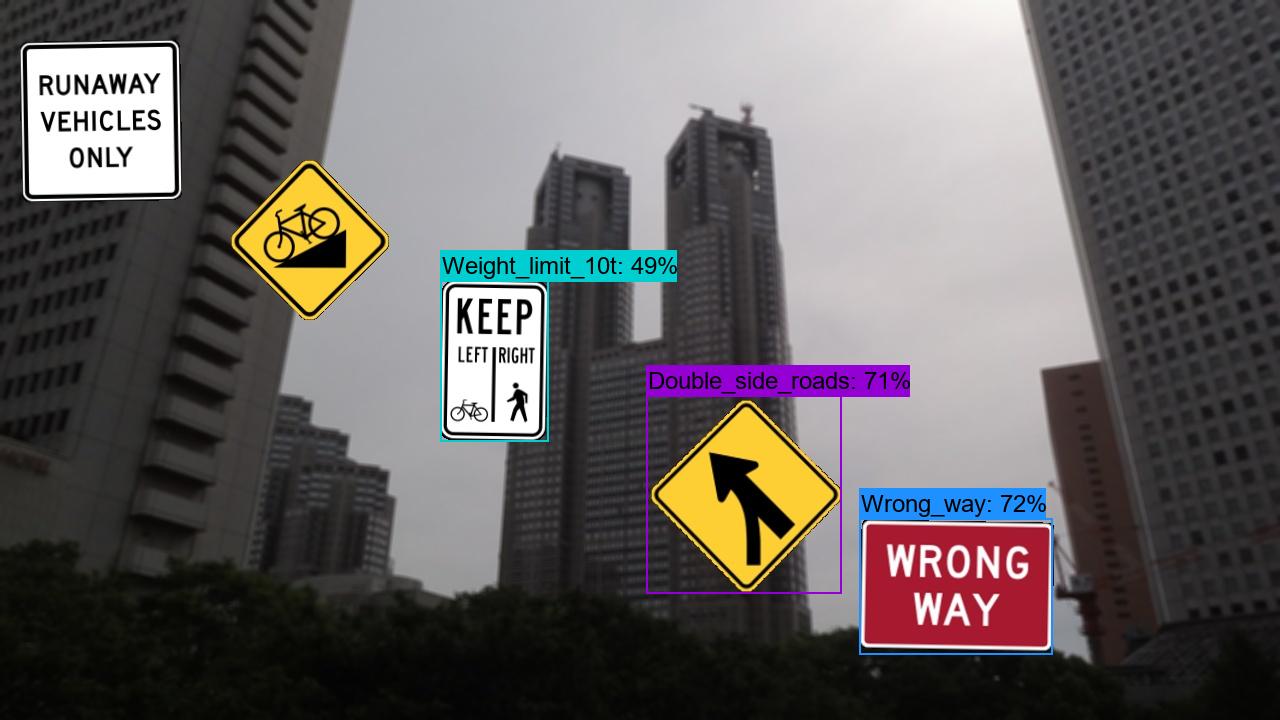 RUNAWAY
VEHICLES
ONLY
Weight_limit_10t: 49%
KEEP
LEFT RIGHT
Double_side_roads: 71%
Wrong_way: 72%
WRONG
WAY